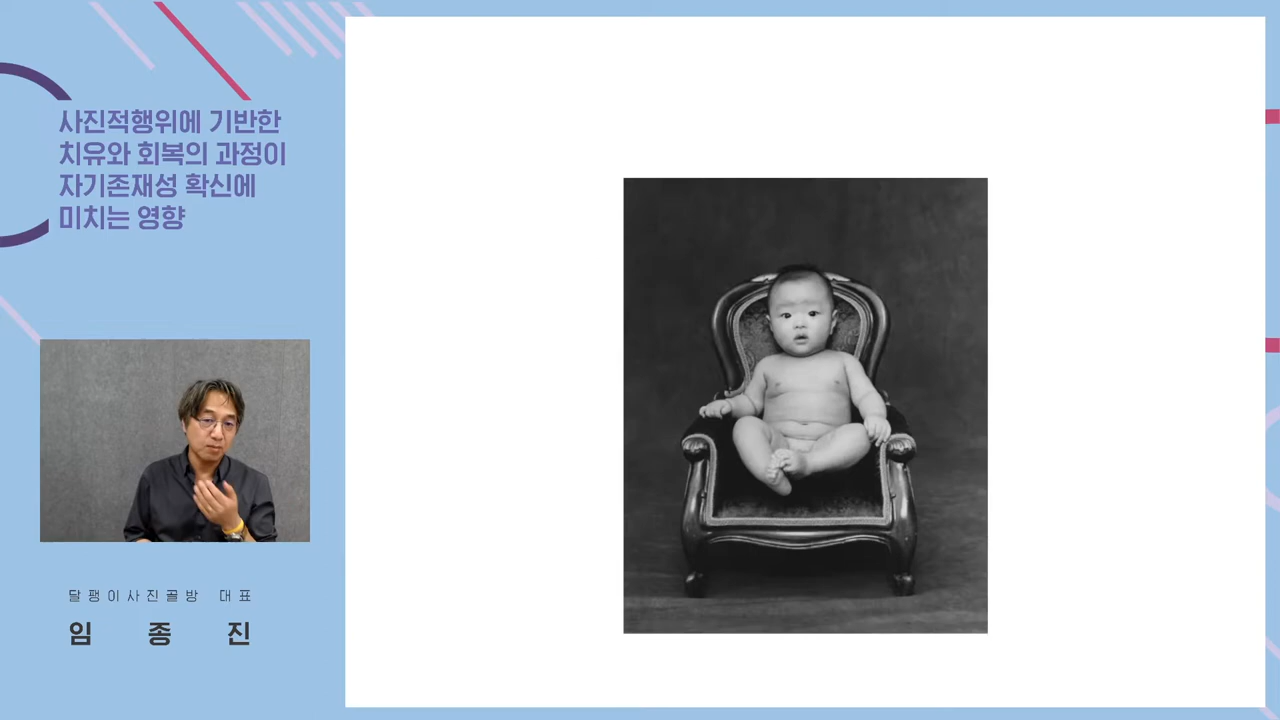 사진적행위에 기반한
치유와 회복의 과정이
자기존재성 확신에
미치는 영향
달팽이사진골방 대표
임종진